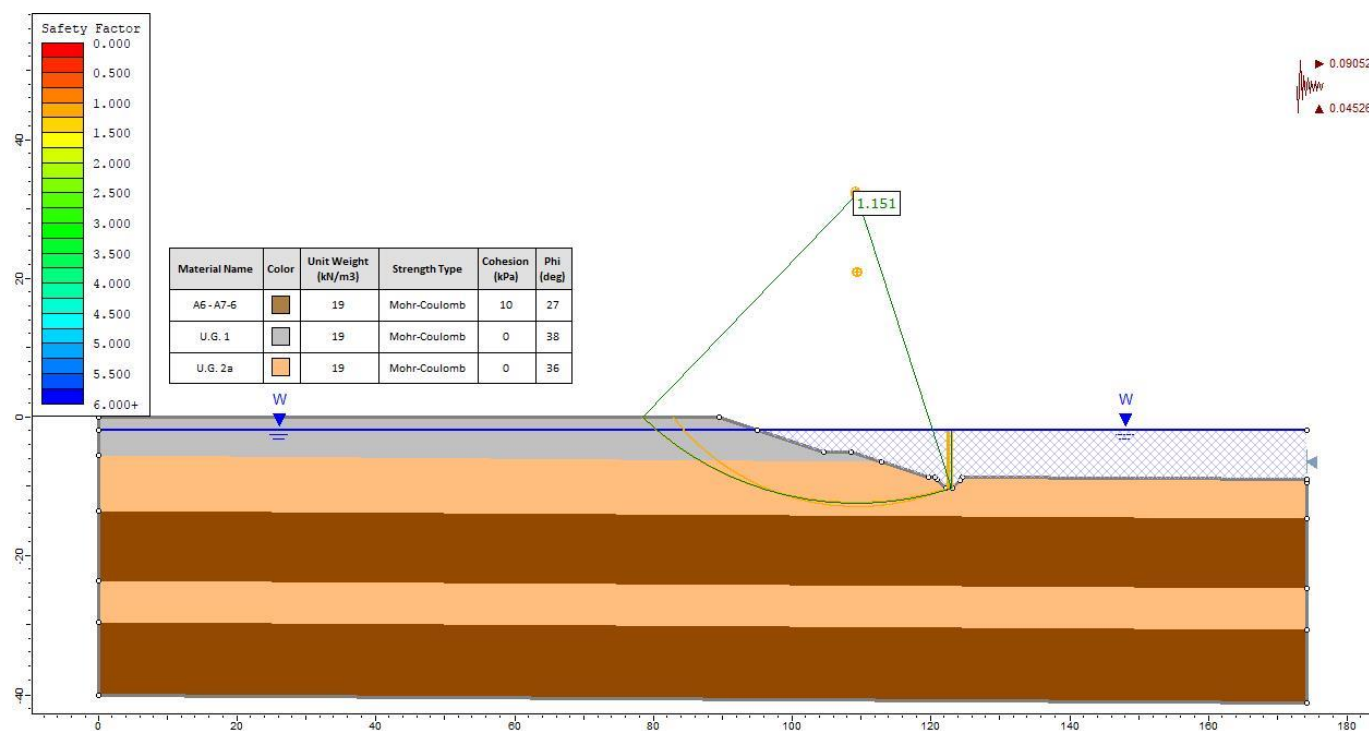 Safety Factor
0.000
0.500
1.000
1.500
2.000
2.500
3.000
3.500
4.000
4.500
5.000
5.500
6.000+
0.09052
0.04526
1.151
Material Name Color Unit Weight (kN/m3) Strength Type Cohesion (kPa) Phi (deg)
A6 - A7-6 19 Mohr-Coulomb 10 27
U.G. 1 19 Mohr-Coulomb 0 38
U.G. 2a 19 Mohr-Coulomb 0 36
W
W
40
20
0
-20
-40
0 20 40 60 80 100 120 140 160 180